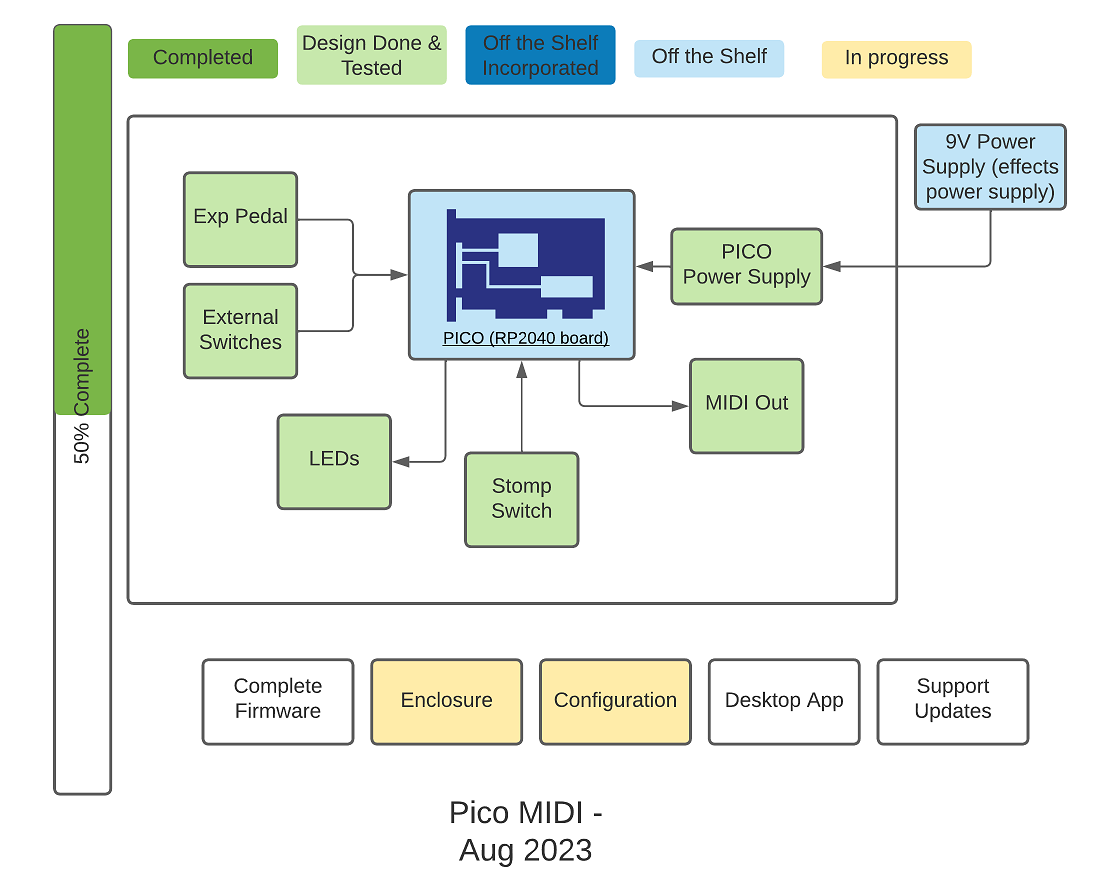 Completed
Design Done &
Tested
Off the Shelf
Incorporated
Off the Shelf
In progress
50% Complete
9V Power
Supply (effects
power supply)
Exp Pedal
External
Switches
PICO (RP2040 board)
PICO
Power Supply
MIDI Out
LEDs
Stomp
Switch
Complete
Firmware
Enclosure
Configuration
Desktop App
Support
Updates
Pico MIDI -
Aug 2023